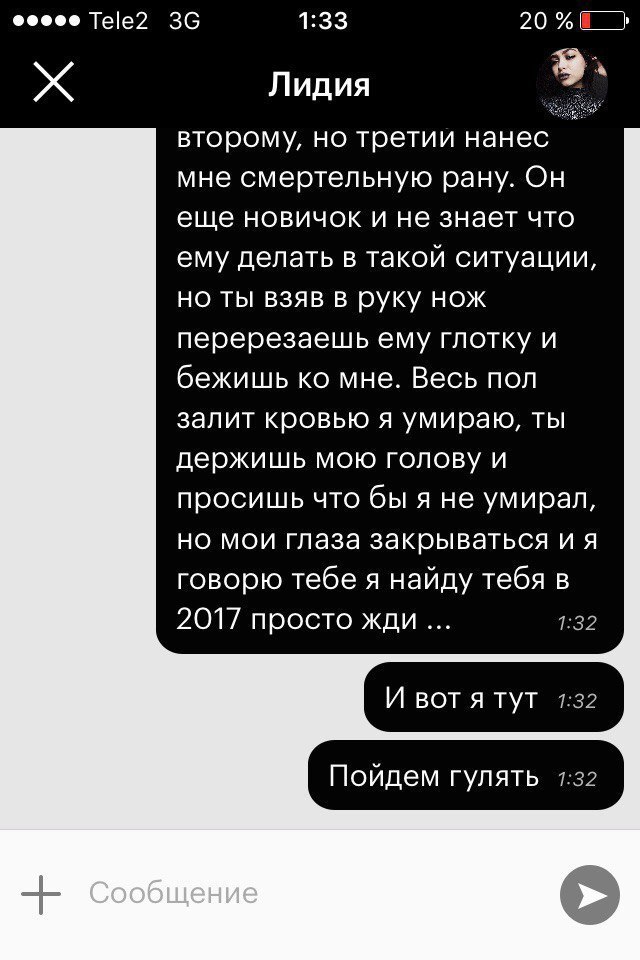 Tele2 3G 1:33 20 %
Лидия
второму, но третий нанес
мне смертельную рану. Он
еще новичок и не знает что
ему делать в такой ситуации,
но ты взяв в руку нож
перерезаешь ему глотку и
бежишь ко мне. Весь пол
залит кровью я умираю, ты
держишь мою голову и
просишь что бы я не умирал,
но мои глаза закрываться и я
говорю тебе я найду тебя в
2017 просто жди ... 1:32
И вот я тут 1:32
Пойдем гулять 1:32
Сообщение